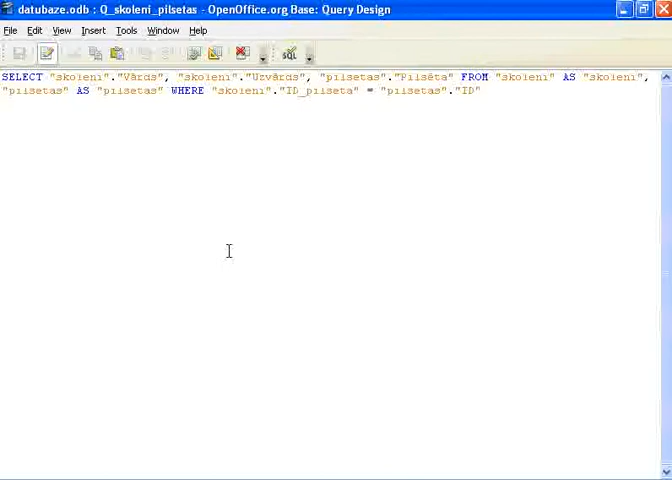 datubaze.odb : Q_skoleni_pilsetas - OpenOffice.org Base: Query Design
File Edit View Insert Tools Window Help
SQL
SELECT "skoleni"."Vārds", "skoleni"."Uzvārds", "pilsetas"."Pilsēta" FROM "skoleni" AS "skoleni",
"pilsetas" AS "pilsetas" WHERE "skoleni"."ID_pilseta" = "pilsetas"."ID"